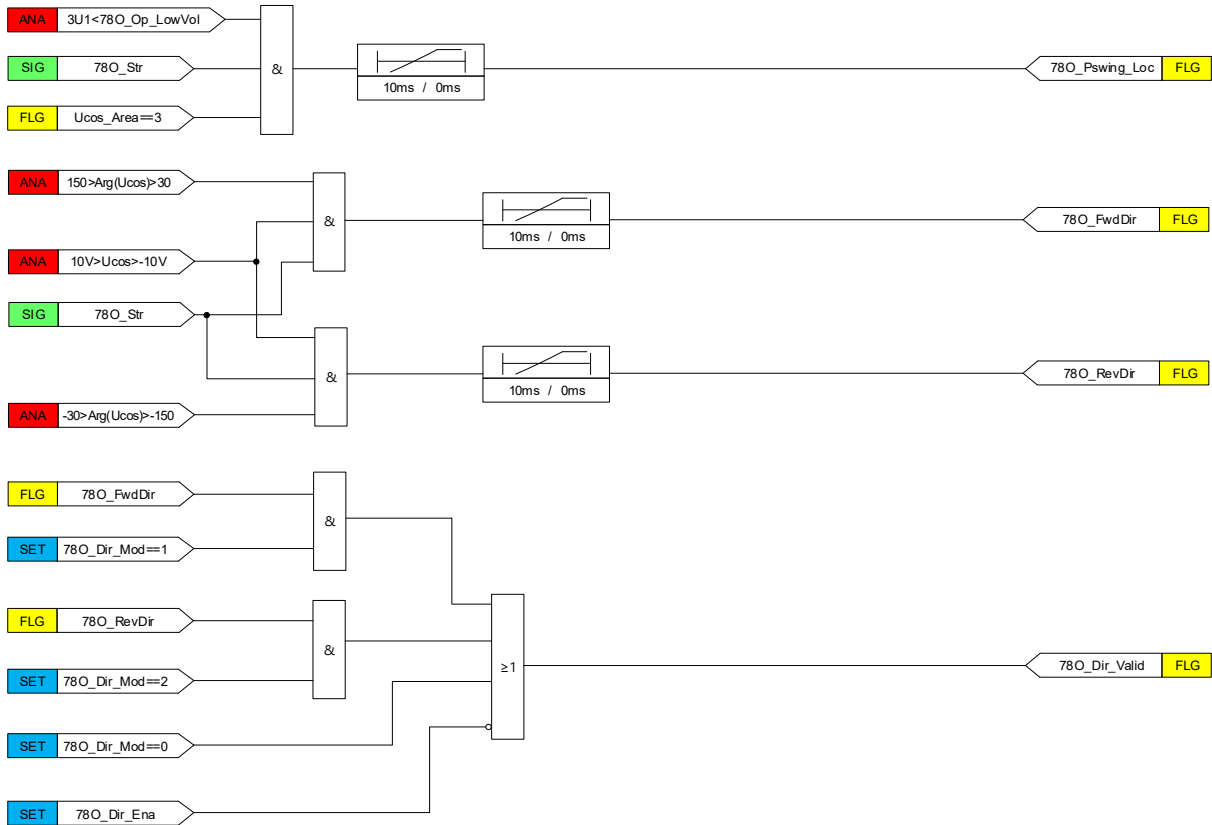 ANA 3U1<78O_Op_LowVol
SIG 78O_Str
FLG Ucos_Area==3
&
10ms / 0ms
78O_Pswing_Loc FLG
ANA 150>Arg(Ucos)>30
ANA 10V>Ucos>-10V
SIG 78O_Str
ANA -30>Arg(Ucos)>-150
&
10ms / 0ms
78O_FwdDir FLG
&
10ms / 0ms
78O_RevDir FLG
FLG 78O_FwdDir
SET 78O_Dir_Mod==1
&
FLG 78O_RevDir
SET 78O_Dir_Mod==2
&
SET 78O_Dir_Mod==0
SET 78O_Dir_Ena
≥1
78O_Dir_Valid FLG